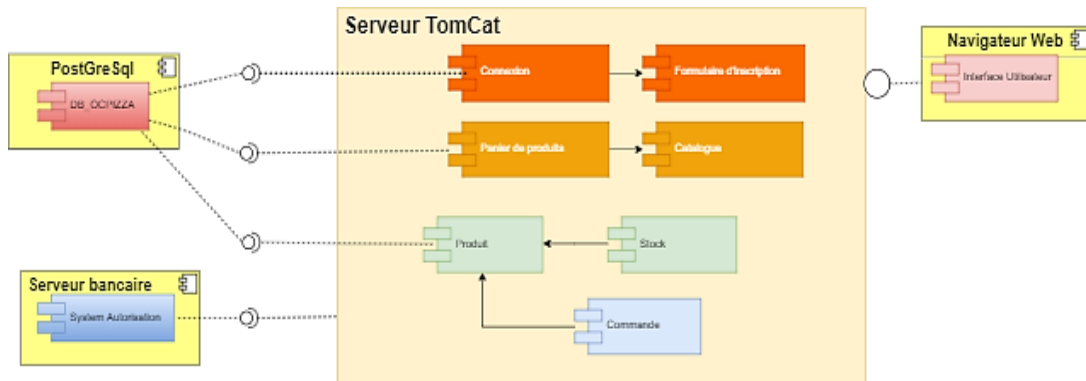 Serveur TomCat
PostGreSql
DB_OCPIZZA
Connexion
Formulaire d'inscription
Navigateur Web
Interface Utilisateur
Panier de produits
Catalogue
Produit
Stock
Serveur bancaire
System Autorisation
Commande